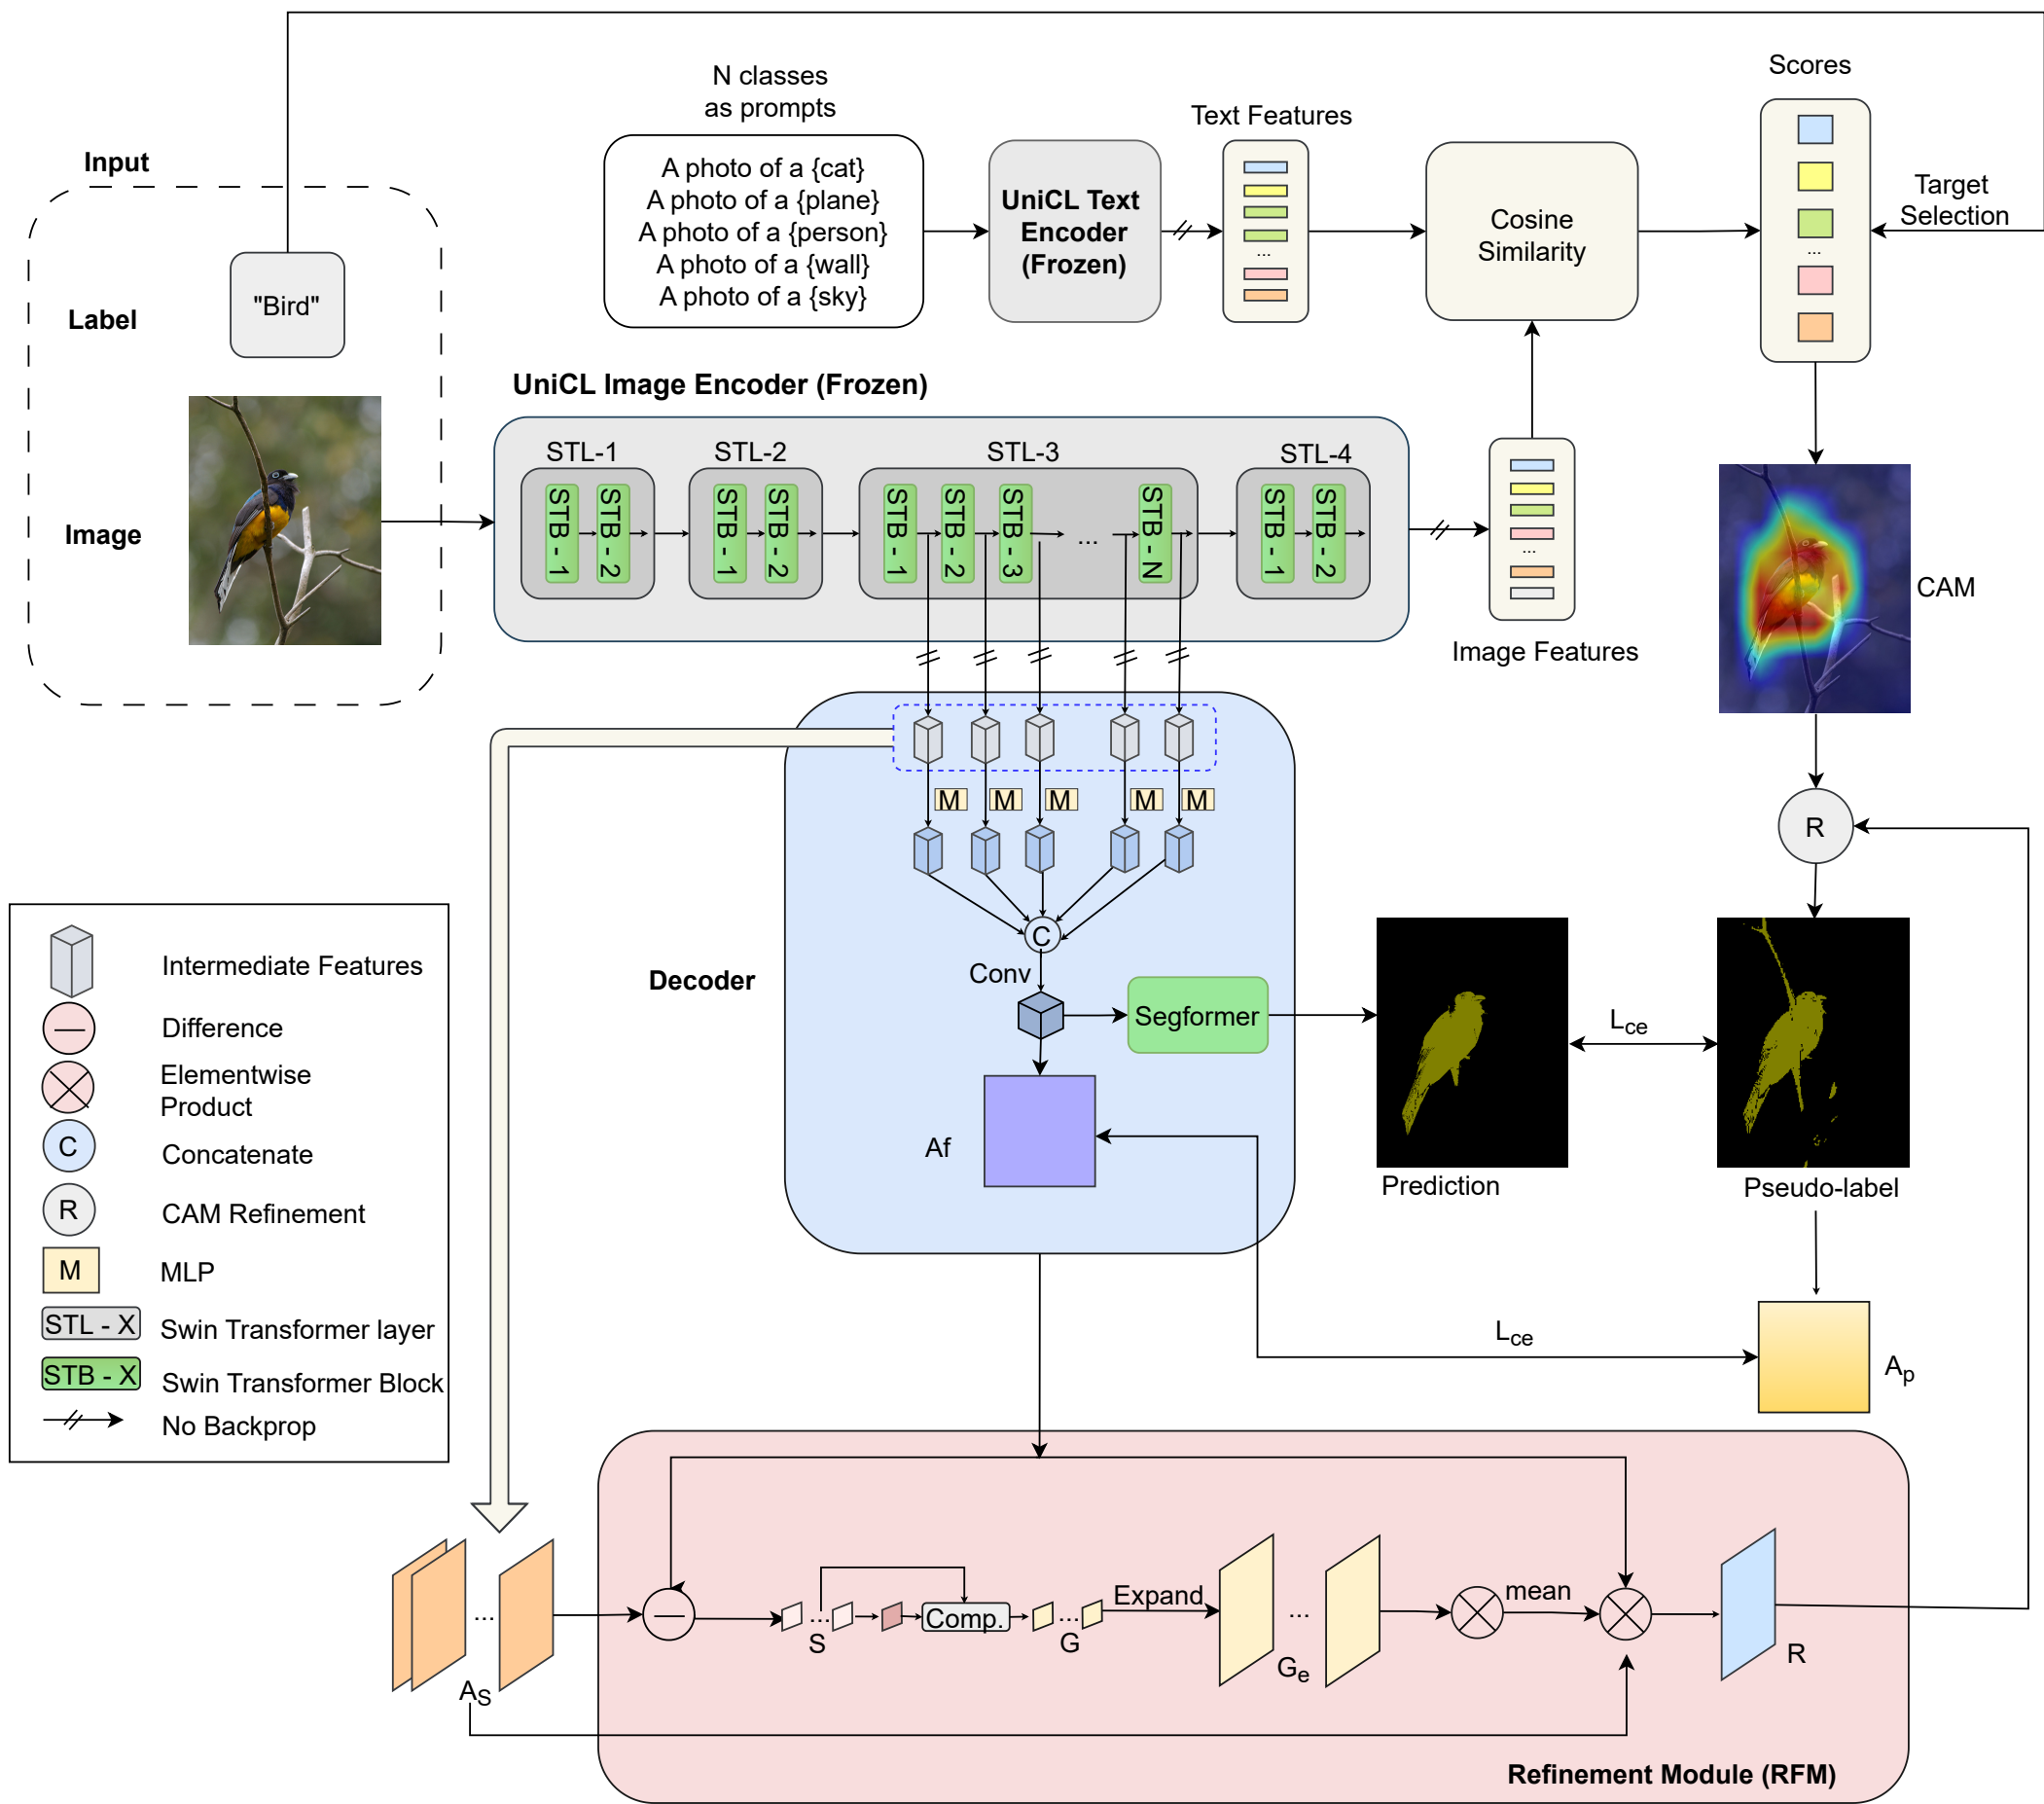 Input
Label
"Bird"
Image
N classes
as prompts
A photo of a {cat}
A photo of a {plane}
A photo of a {person}
A photo of a {wall}
A photo of a {sky}
UniCL Text
Encoder
(Frozen)
Text Features
...
Cosine
Similarity
Scores
...
Target
Selection
UniCL Image Encoder (Frozen)
STL-1
STB - 1
STB - 2
STL-2
STB - 1
STB - 2
STL-3
STB - 1
STB - 2
STB - 3
...
STB - N
STL-4
STB - 1
STB - 2
...
Image Features
CAM
R
M
M
M
M
M
C
Conv
Decoder
Segformer
Af
Prediction
Lce
Pseudo-label
Lce
Ap
Intermediate Features
Difference
Elementwise
Product
C
Concatenate
R
CAM Refinement
M
MLP
STL - X
Swin Transformer layer
STB - X
Swin Transformer Block
No Backprop
...
AS
...
S
Comp.
...
G
Expand
...
Ge
mean
R
Refinement Module (RFM)